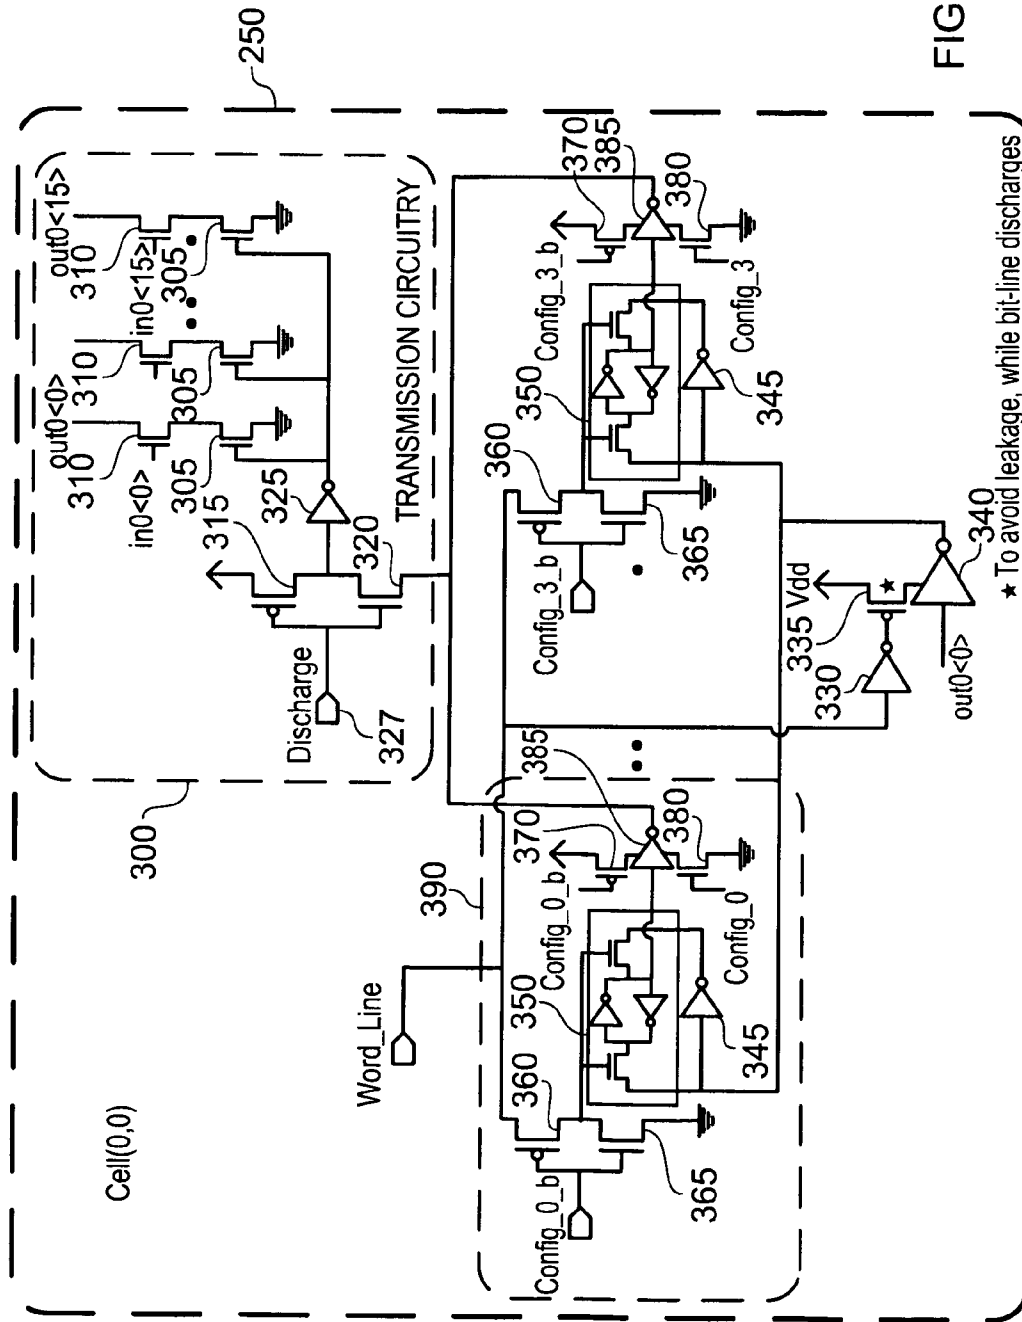 Cell(0,0)
250
300
TRANSMISSION CIRCUITRY
out0<0>
out0<15>
310
310
310
in0<0>
in0<15>
305
305
305
325
315
320
Discharge
327
Word_Line
390
Config_0_b
360
365
350
345
Config_0_b
370
385
380
Config_0
Config_3_b
360
365
350
345
Config_3_b
370
385
380
Config_3
Vdd
335
★
330
340
out0<0>
★ To avoid leakage, while bit-line discharges
FIG